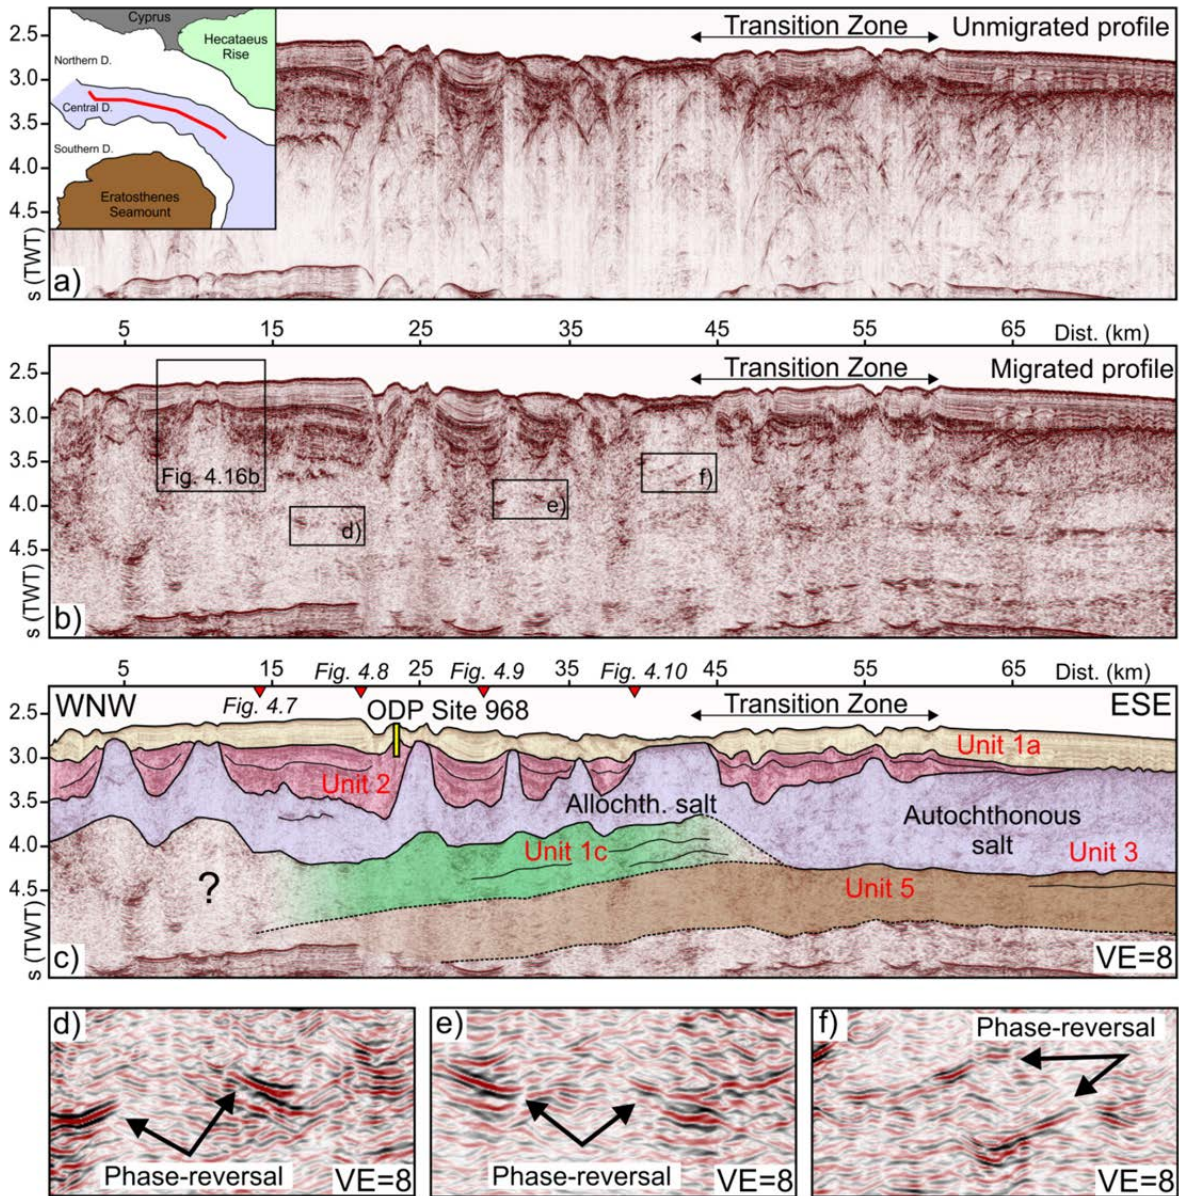 Cyprus
Hecataeus
Rise
Northern D.
Central D.
Southern D.
Eratosthenes
Seamount
Transition Zone
Unmigrated profile
2.5
3.0
3.5
4.0
4.5
s (TWT)
a)
5 15 25 35 45 55 65 Dist. (km)
Transition Zone
Migrated profile
2.5
3.0
3.5
4.0
4.5
s (TWT)
Fig. 4.16b
d)
e)
f)
b)
5 15 25 35 45 55 65 Dist. (km)
Fig. 4.7
Fig. 4.8
Fig. 4.9
Fig. 4.10
WNW
ODP Site 968
Transition Zone
ESE
2.5
3.0
3.5
4.0
4.5
s (TWT)
Unit 1a
Unit 2
Allochth. salt
Autochthonous
salt
Unit 1c
Unit 3
?
Unit 5
c)
VE=8
d)
Phase-reversal
VE=8
e)
Phase-reversal
VE=8
f)
Phase-reversal
VE=8